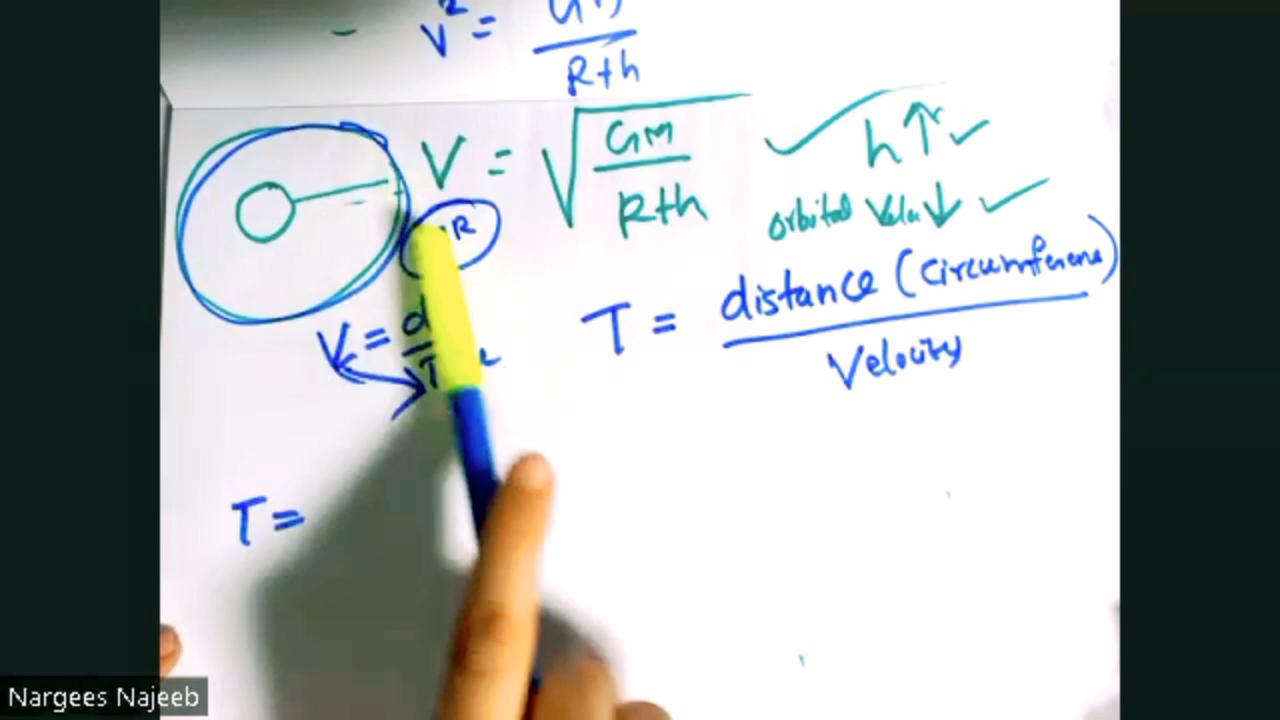 v² = GM
R+h
V = √ GM
R+h
h↑ ✓
orbital Velo ↓ ✓
R
V = d
T
T = distance (circumference)
Velocity
T =
Nargees Najeeb